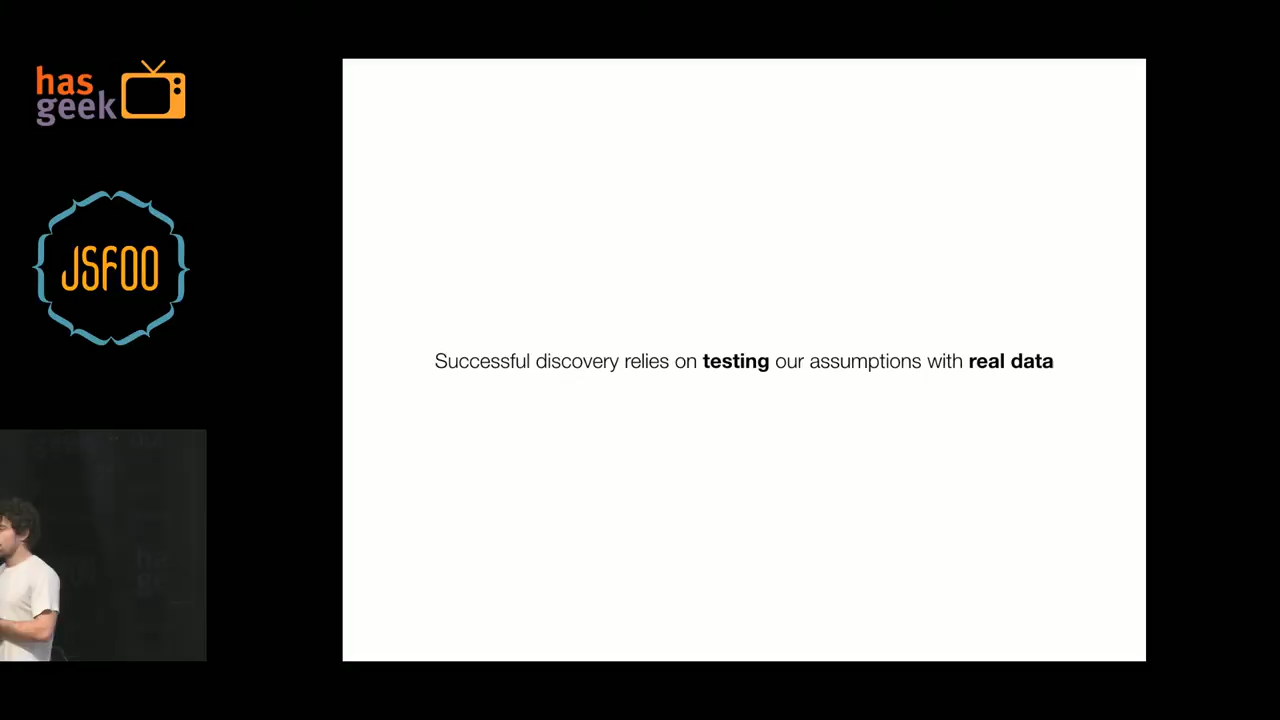 has
geek
JSFOO
Successful discovery relies on testing our assumptions with real data